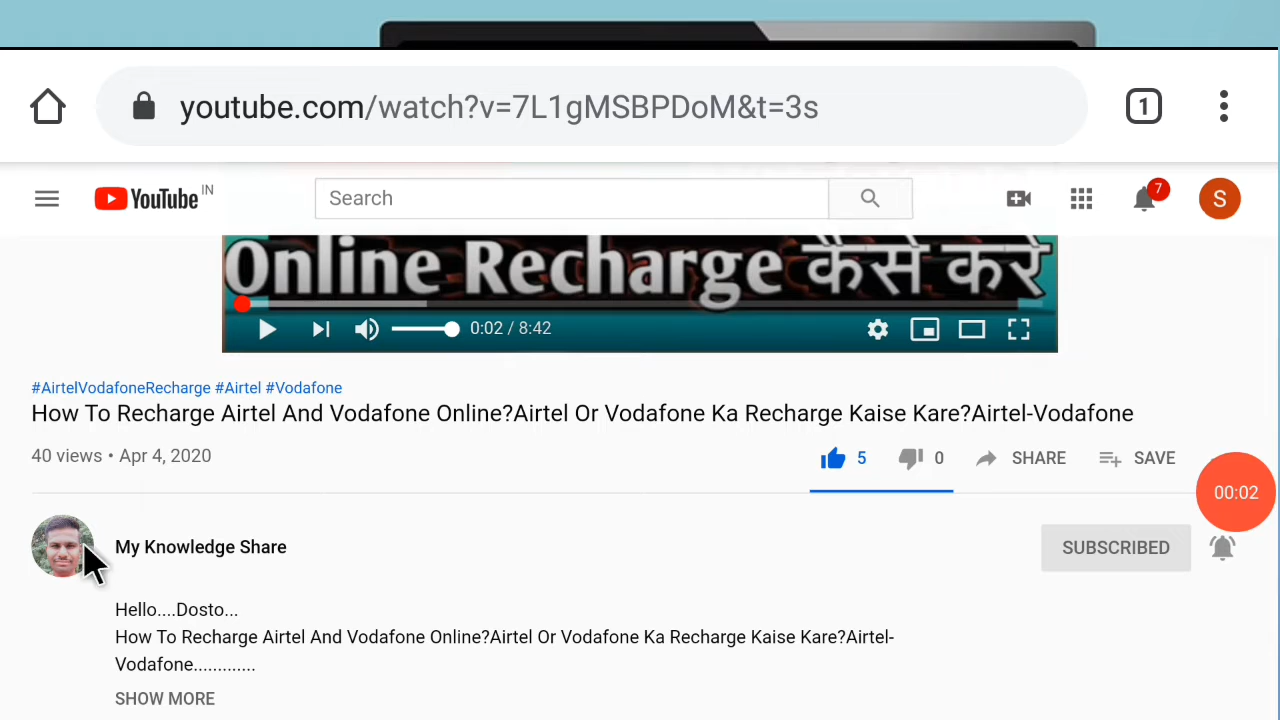 youtube.com/watch?v=7L1gMSBPDoM&t=3s
1
YouTube IN
Search
7
S
Online Recharge कैसे करें
0:02 / 8:42
#AirtelVodafoneRecharge #Airtel #Vodafone
How To Recharge Airtel And Vodafone Online?Airtel Or Vodafone Ka Recharge Kaise Kare?Airtel-Vodafone
40 views • Apr 4, 2020
5
0
SHARE
SAVE
00:02
My Knowledge Share
SUBSCRIBED
Hello....Dosto...
How To Recharge Airtel And Vodafone Online?Airtel Or Vodafone Ka Recharge Kaise Kare?Airtel-
Vodafone.............
SHOW MORE